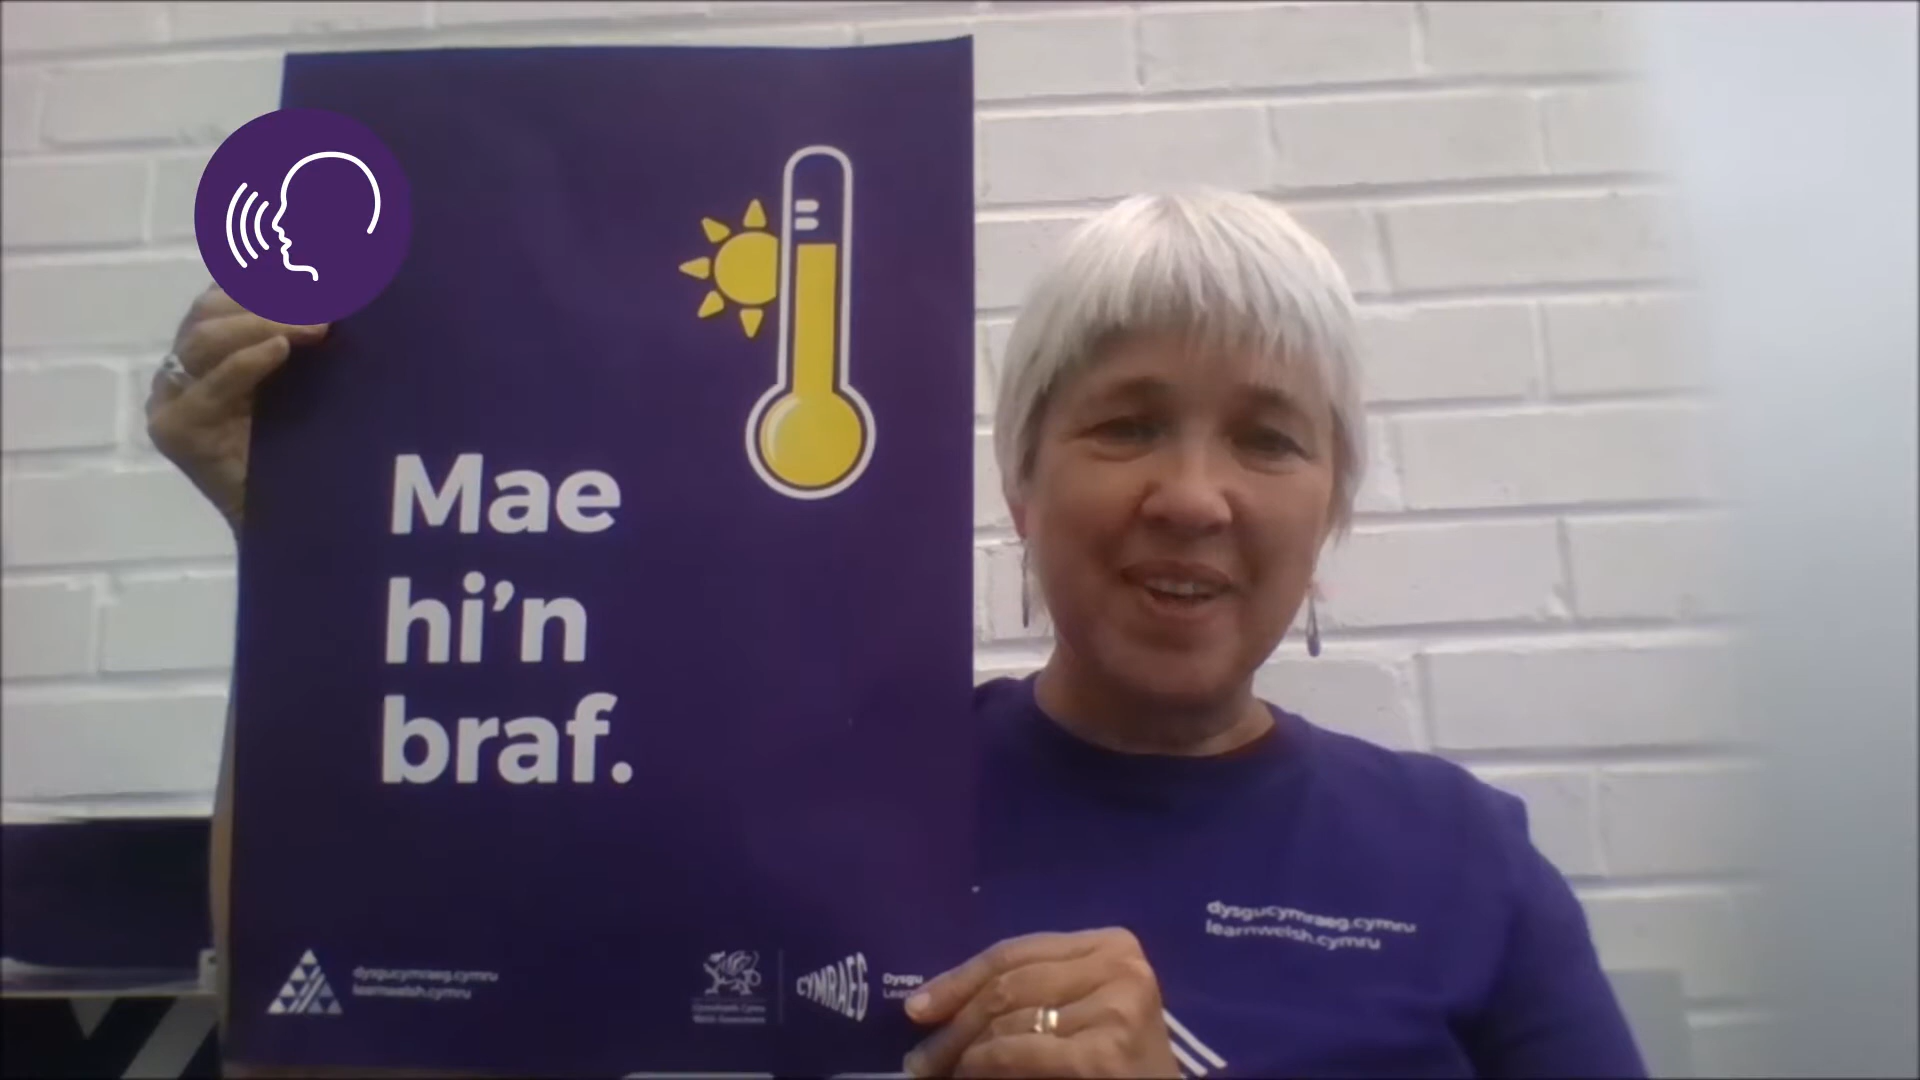 Mae
hi’n
braf.
dysgucymraeg.cymru
learnwelsh.cymru
CYMRAEG
Dysgu
dysgucymraeg.cymru
learnwelsh.cymru